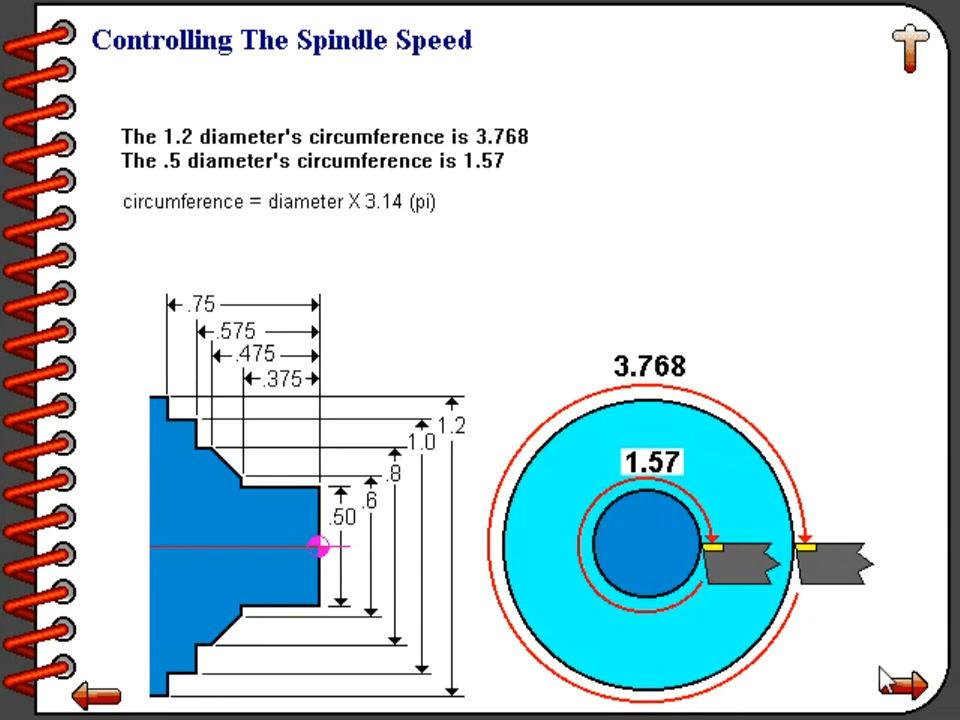 Controlling The Spindle Speed
The 1.2 diameter's circumference is 3.768
The .5 diameter's circumference is 1.57
circumference = diameter X 3.14 (pi)
.75
.575
.475
.375
1.2
1.0
.8
.6
.50
3.768
1.57